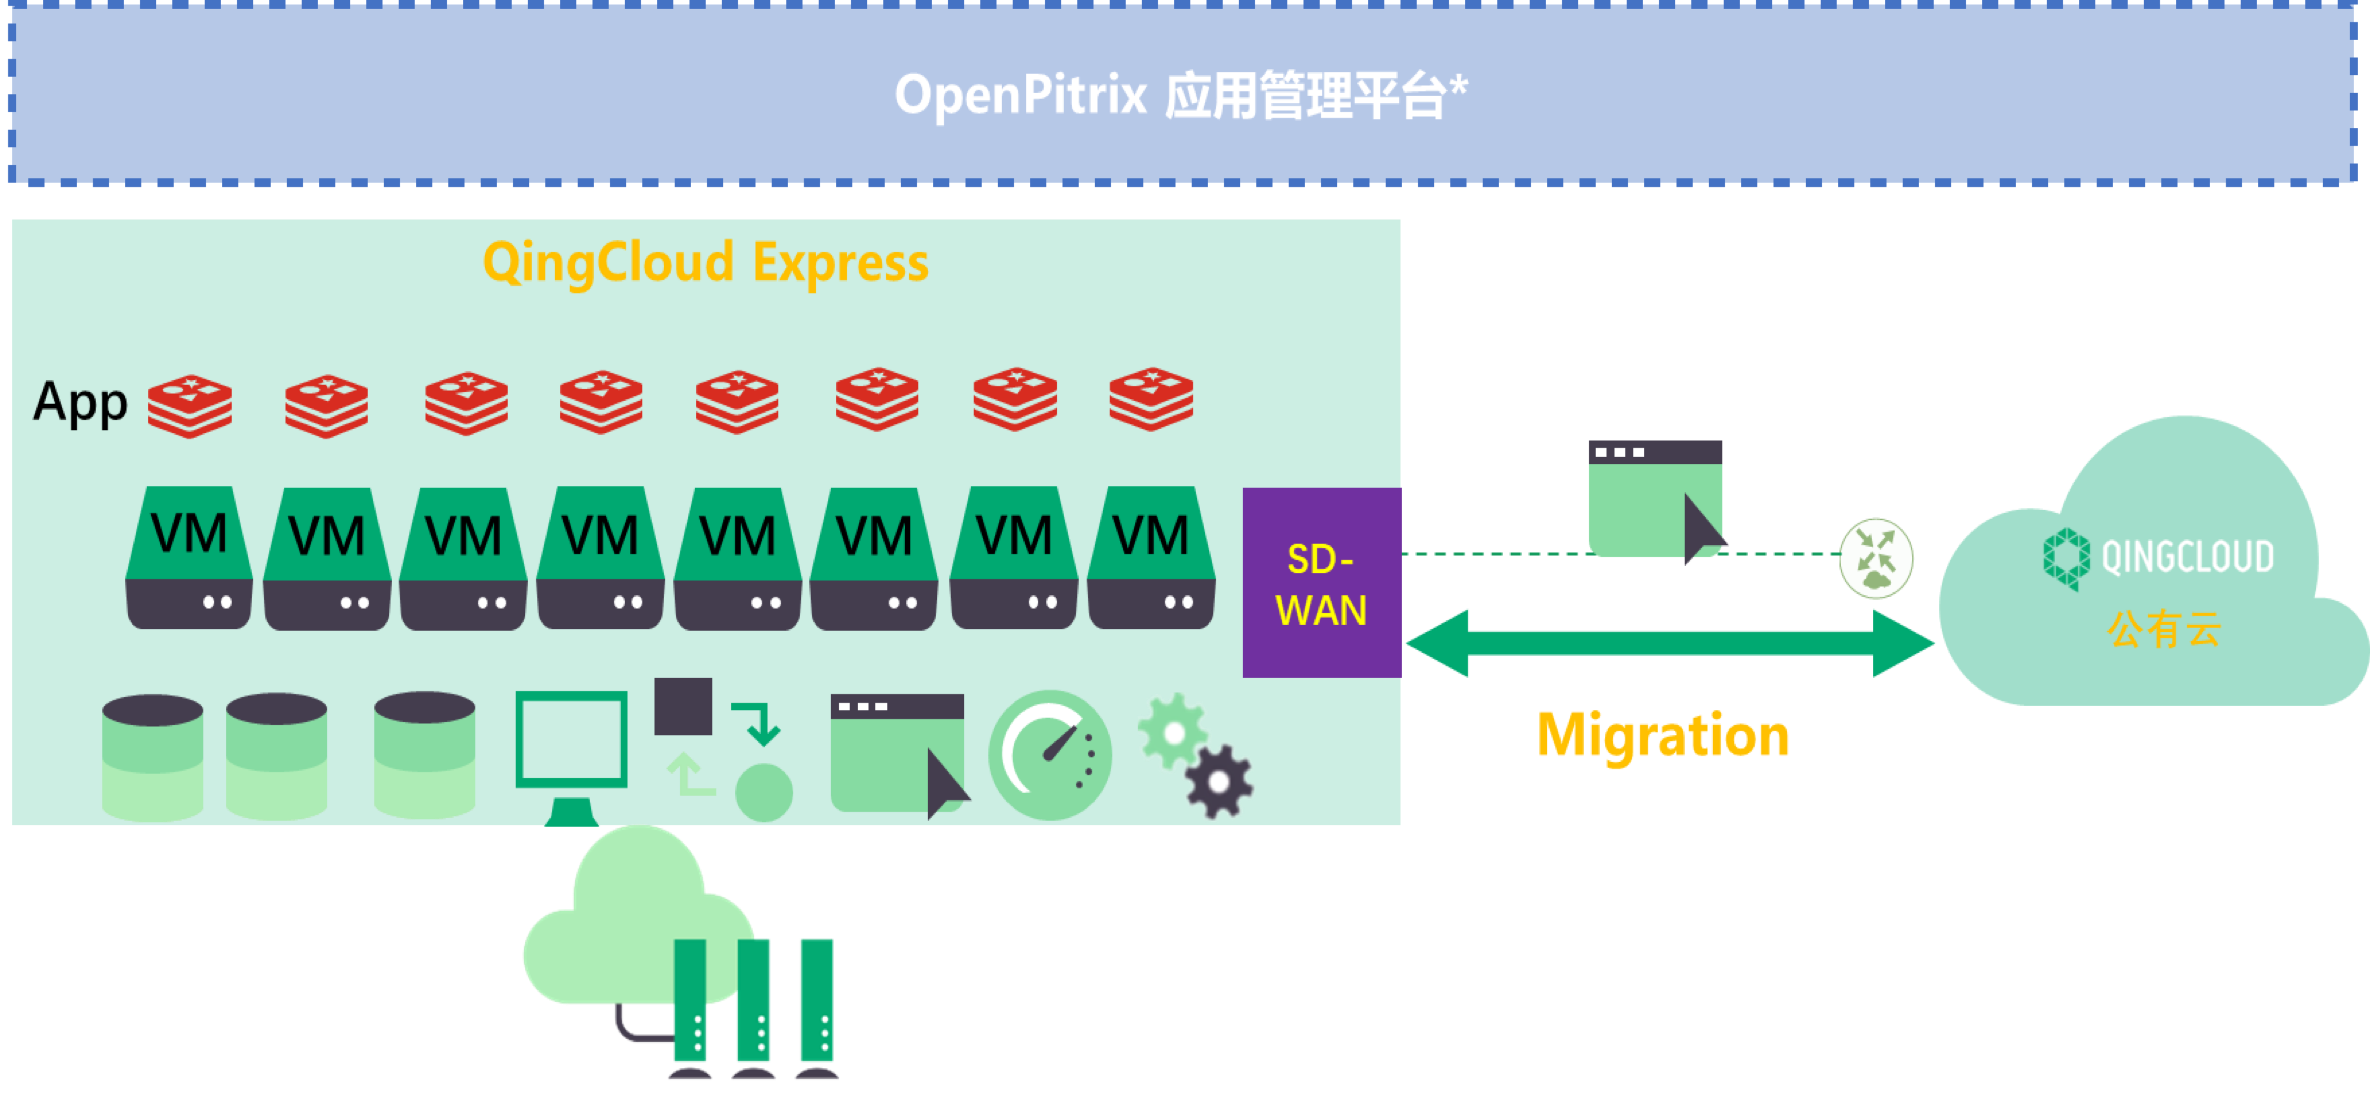 OpenPitrix 应用管理平台*
QingCloud Express
App
VM VM VM VM VM VM VM VM
SD-
WAN
QINGCLOUD
公有云
Migration